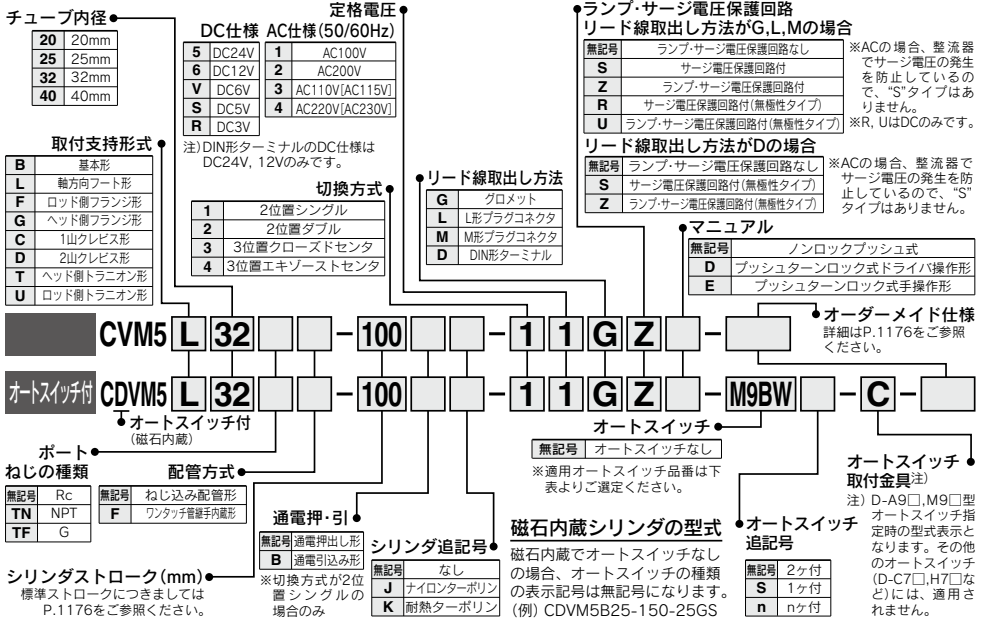 チューブ内径
20 20mm
25 25mm
32 32mm
40 40mm
取付支持形式
B 基本形
L 軸方向フート形
F ロッド側フランジ形
G ヘッド側フランジ形
C 1山クレビス形
D 2山クレビス形
T ヘッド側トラニオン形
U ロッド側トラニオン形
定格電圧
DC仕様 AC仕様(50/60Hz)
5 DC24V
6 DC12V
V DC6V
S DC5V
R DC3V
1 AC100V
2 AC200V
3 AC110V[AC115V]
4 AC220V[AC230V]
注)DIN形ターミナルのDC仕様は
DC24V, 12Vのみです。
切換方式
1 2位置シングル
2 2位置ダブル
3 3位置クローズドセンタ
4 3位置エキゾーストセンタ
リード線取出し方法
G グロメット
L L形プラグコネクタ
M M形プラグコネクタ
D DIN形ターミナル
ランプ・サージ電圧保護回路
リード線取出し方法がG,L,Mの場合
無記号 ランプ・サージ電圧保護回路なし
S サージ電圧保護回路付
Z ランプ・サージ電圧保護回路付
R サージ電圧保護回路付(無極性タイプ)
U ランプ・サージ電圧保護回路付(無極性タイプ)
※ACの場合、整流器
でサージ電圧の発生
を防止しているの
で、“S”タイプはあ
りません。
※R, UはDCのみです。
リード線取出し方法がDの場合
無記号 ランプ・サージ電圧保護回路なし
S サージ電圧保護回路付(無極性タイプ)
Z ランプ・サージ電圧保護回路付(無極性タイプ)
※ACの場合、整流器で
サージ電圧の発生を防
止しているので、“S”
タイプはありません。
マニュアル
無記号 ノンロックプッシュ式
D プッシュターンロック式ドライバ操作形
E プッシュターンロック式手操作形
オーダーメイド仕様
詳細はP.1176をご参照
ください。
CVM5 L 32 - 100 - 1 1 G Z -
オートスイッチ付 CDVM5 L 32 - 100 - 1 1 G Z - M9BW - C -
オートスイッチ付
(磁石内蔵)
ポート
ねじの種類
無記号 Rc
TN NPT
TF G
配管方式
無記号 ねじ込み配管形
F ワンタッチ管継手内蔵形
シリンダストローク(mm)
標準ストロークにつきましては
P.1176をご参照ください。
通電押・引
無記号 通電押出し形
B 通電引込み形
※切換方式が2位
置シングルの
場合のみ
シリンダ追記号
無記号 なし
J ナイロンターポリン
K 耐熱ターポリン
オートスイッチ
無記号 オートスイッチなし
※適用オートスイッチ品番は下
表よりご選定ください。
磁石内蔵シリンダの型式
磁石内蔵でオートスイッチなし
の場合、オートスイッチの種類
の表示記号は無記号になります。
(例) CDVM5B25-150-25GS
オートスイッチ
追記号
無記号 2ヶ付
S 1ヶ付
n nヶ付
オートスイッチ
取付金具注)
注) D-A9□,M9□型
オートスイッチ指
定時の型式表示と
なります。その他
のオートスイッチ
(D-C7□,H7□な
ど)には、適用さ
れません。